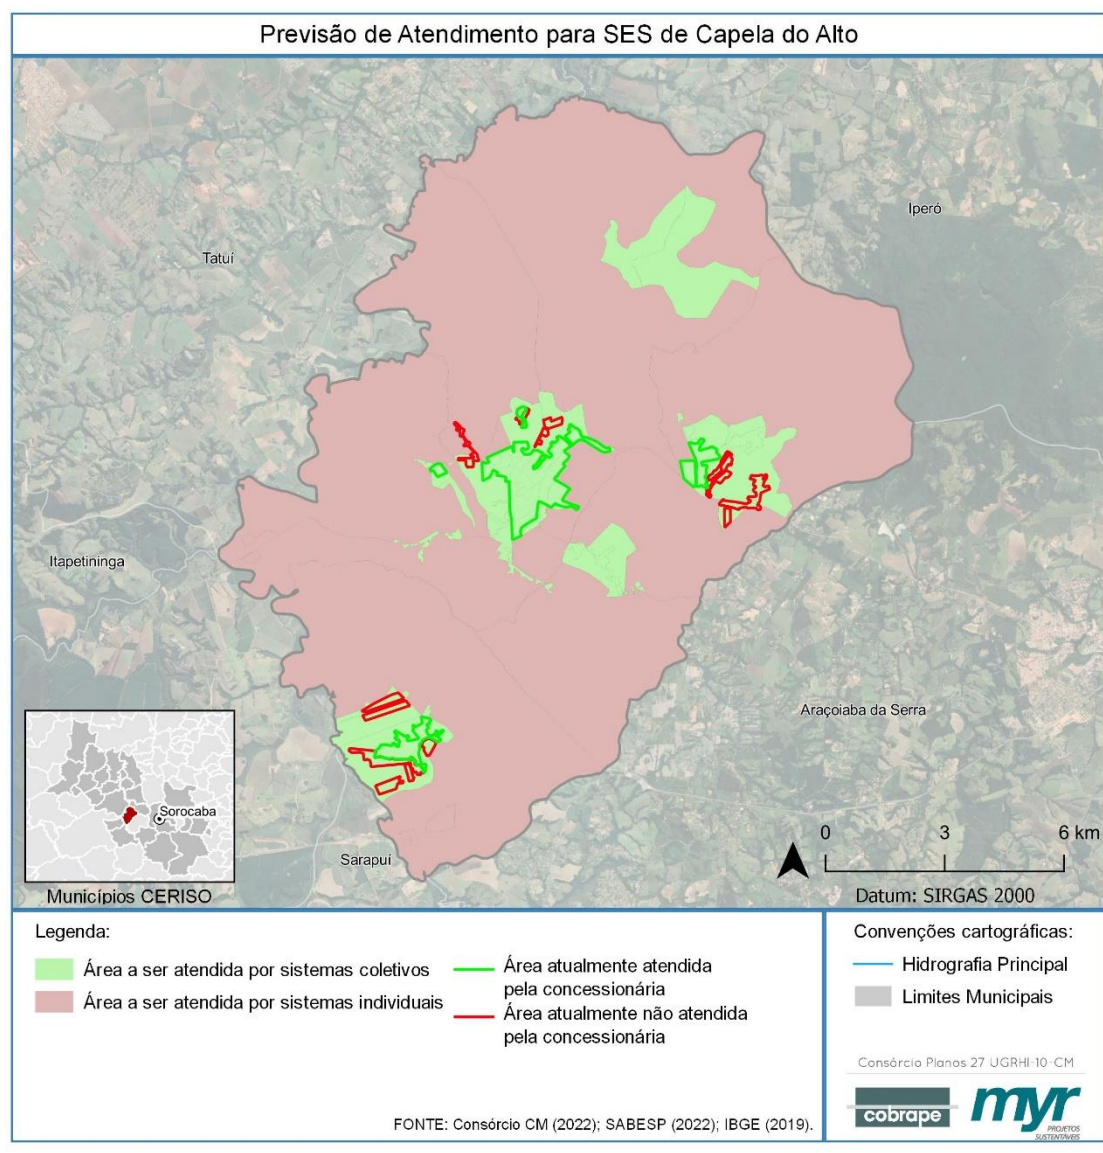 Previsão de Atendimento para SES de Capela do Alto
Iperó
Tatuí
Itapetininga
Araçoiaba da Serra
Sorocaba
Sarapuí
0 3 6 km
Municípios CERISO
Datum: SIRGAS 2000
Legenda:
Área a ser atendida por sistemas coletivos
Área a ser atendida por sistemas individuais
Área atualmente atendida
pela concessionária
Área atualmente não atendida
pela concessionária
FONTE: Consórcio CM (2022); SABESP (2022); IBGE (2019).
Convenções cartográficas:
Hidrografia Principal
Limites Municipais
Consórcio Planos 27 UGRHI-10-CM
cobrape
myr
PROJETOS
SUSTENTÁVEIS